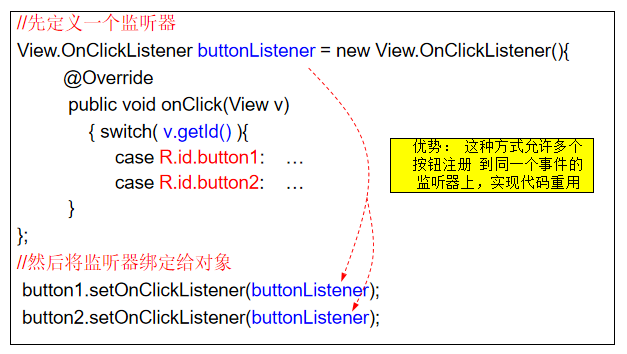 //先定义一个监听器
View.OnClickListener buttonListener = new View.OnClickListener(){
@Override
public void onClick(View v)
{ switch( v.getId() ){
case R.id.button1: …
case R.id.button2: …
}
};
//然后将监听器绑定给对象
button1.setOnClickListener(buttonListener);
button2.setOnClickListener(buttonListener);
优势： 这种方式允许多个
按钮注册 到同一个事件的
监听器上，实现代码重用